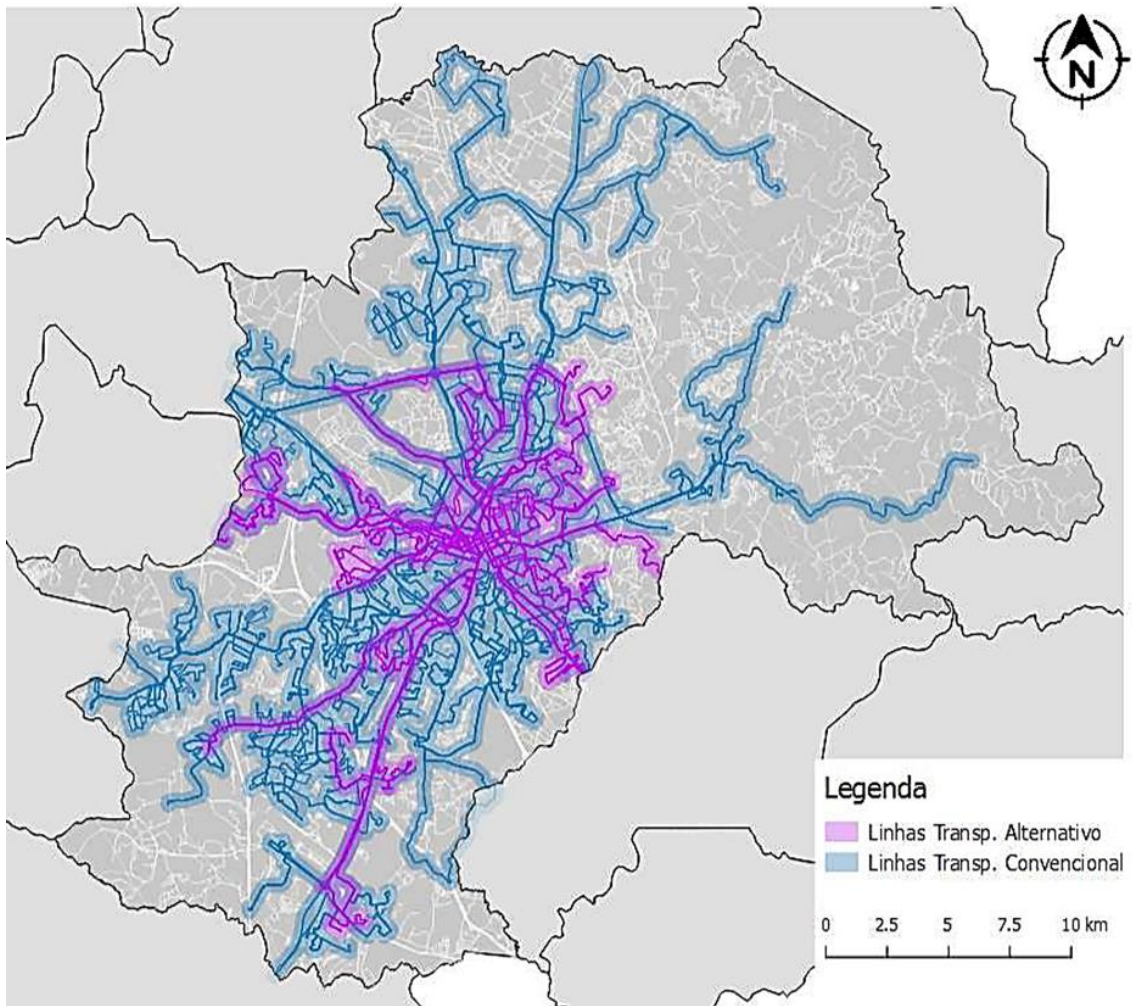 N
Legenda
Linhas Transp. Alternativo
Linhas Transp. Convencional
0 2.5 5 7.5 10 km